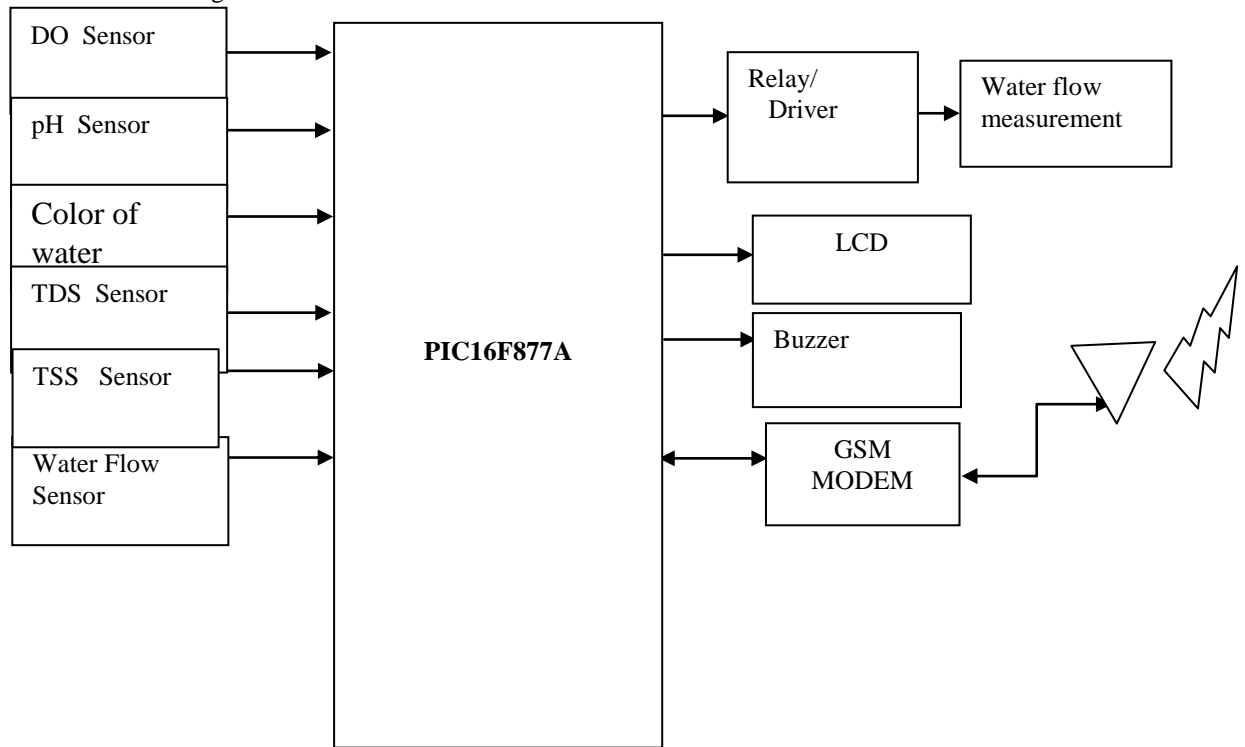 DO Sensor
pH Sensor
Color of
water
TDS Sensor
TSS Sensor
Water Flow
Sensor
PIC16F877A
Relay/
Driver
Water flow
measurement
LCD
Buzzer
GSM
MODEM